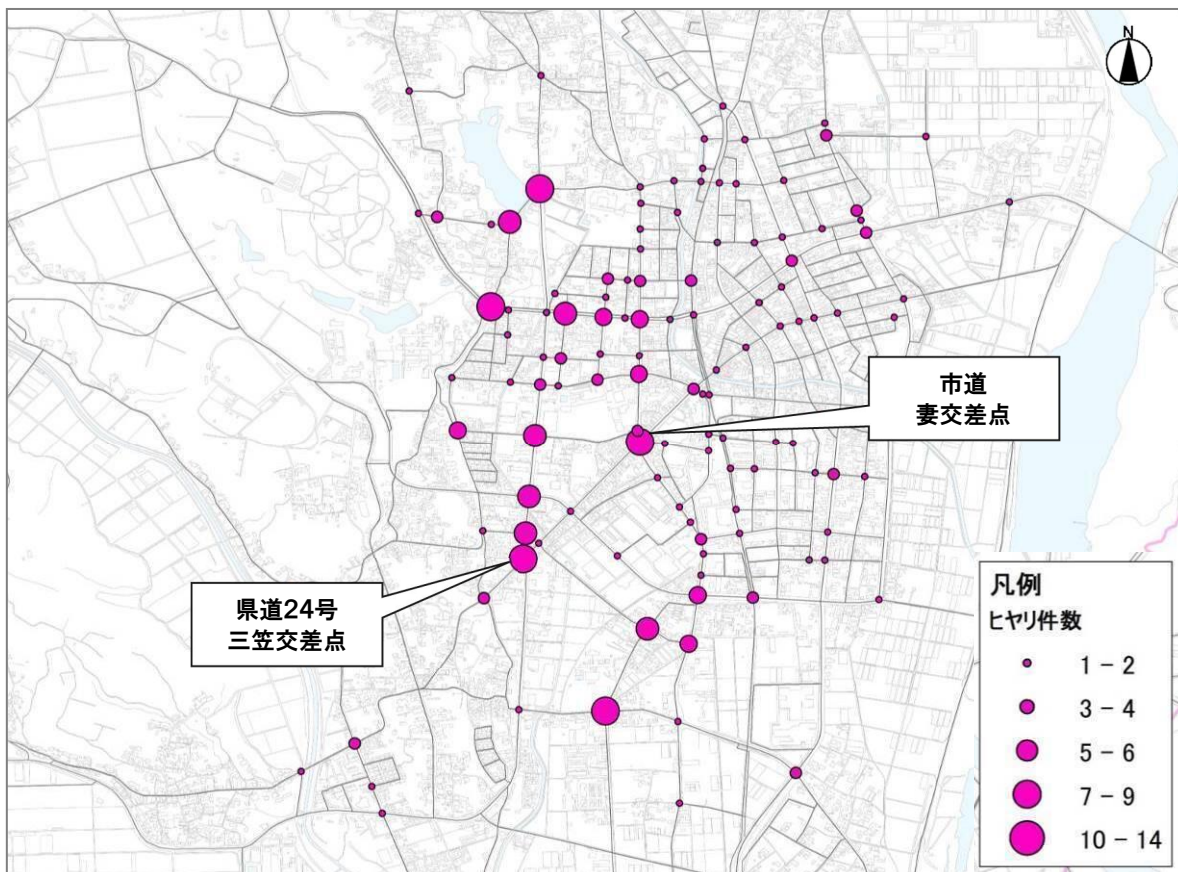 N
市道
妻交差点
県道24号
三笠交差点
凡例
ヒヤリ件数
1 – 2
3 – 4
5 – 6
7 – 9
10 – 14